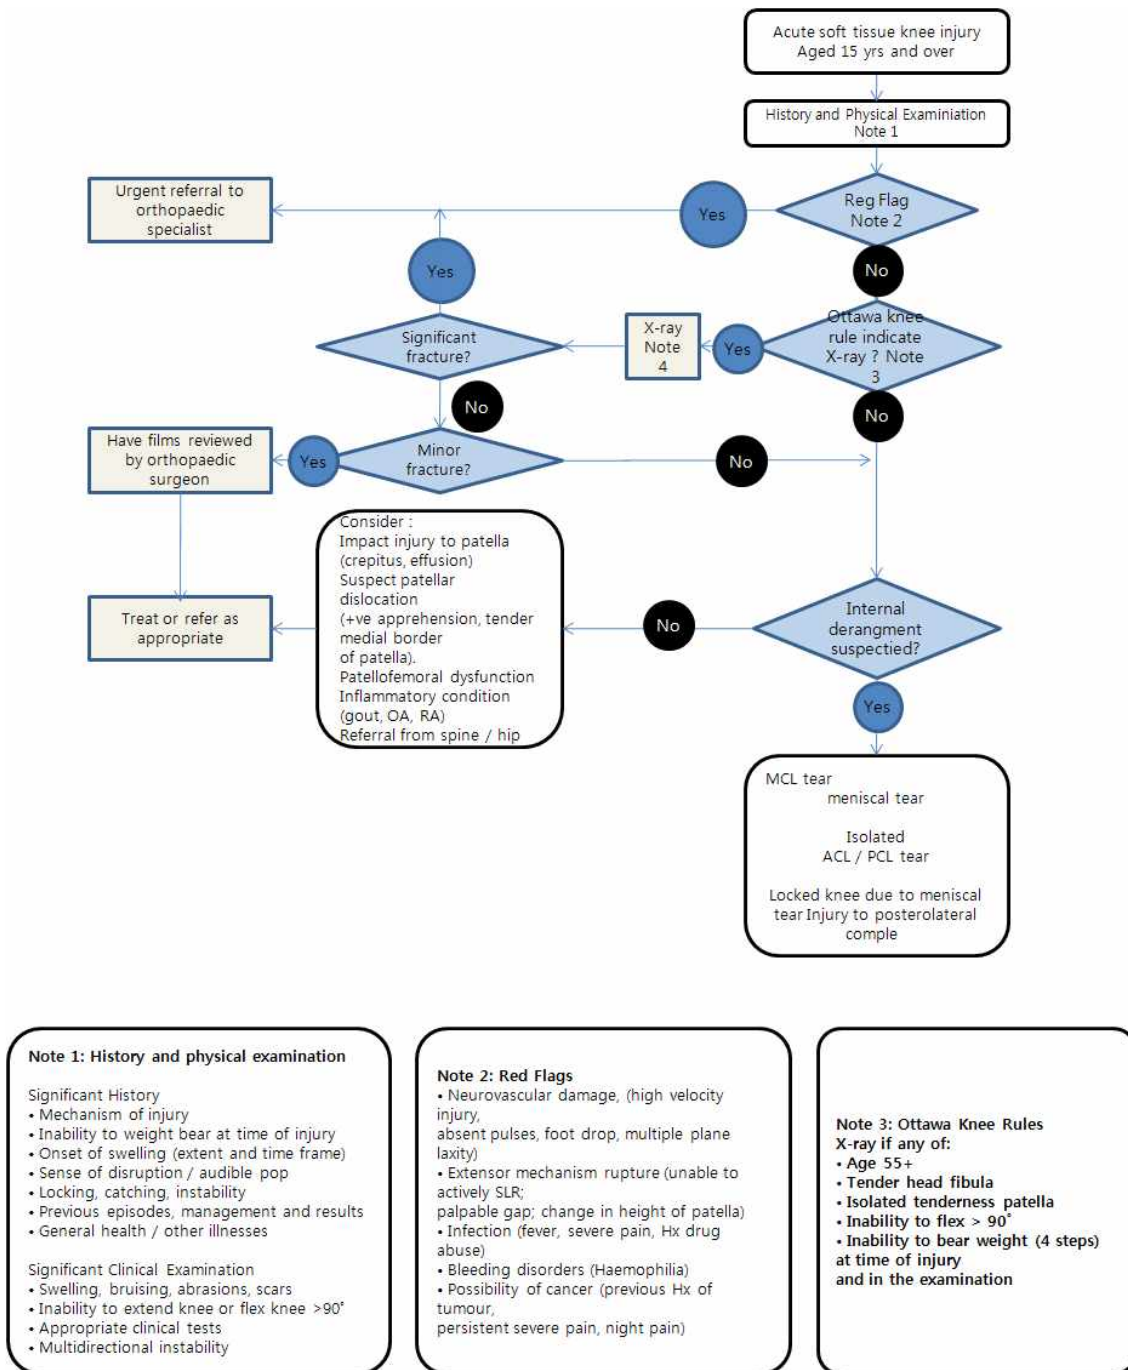 Acute soft tissue knee injury
Aged 15 yrs and over
History and Physical Examiniation
Note 1
Urgent referral to
orthopaedic
specialist
Yes
Reg Flag
Note 2
Yes
No
Significant
fracture?
X-ray
Note
4
Yes
Ottawa knee
rule indicate
X-ray ? Note
3
No
No
Have films reviewed
by orthopaedic
surgeon
Yes
Minor
fracture?
No
Consider :
Impact injury to patella
(crepitus, effusion)
Suspect patellar
dislocation
(+ve apprehension, tender
medial border
of patella).
Patellofemoral dysfunction
Inflammatory condition
(gout, OA, RA)
Referral from spine / hip
Treat or refer as
appropriate
No
Internal
derangment
suspectied?
Yes
MCL tear
meniscal tear
Isolated
ACL / PCL tear
Locked knee due to meniscal
tear Injury to posterolateral
comple
Note 1: History and physical examination
Significant History
• Mechanism of injury
• Inability to weight bear at time of injury
• Onset of swelling (extent and time frame)
• Sense of disruption / audible pop
• Locking, catching, instability
• Previous episodes, management and results
• General health / other illnesses
Significant Clinical Examination
• Swelling, bruising, abrasions, scars
• Inability to extend knee or flex knee >90˚
• Appropriate clinical tests
• Multidirectional instability
Note 2: Red Flags
• Neurovascular damage, (high velocity
injury,
absent pulses, foot drop, multiple plane
laxity)
• Extensor mechanism rupture (unable to
actively SLR;
palpable gap; change in height of patella)
• Infection (fever, severe pain, Hx drug
abuse)
• Bleeding disorders (Haemophilia)
• Possibility of cancer (previous Hx of
tumour,
persistent severe pain, night pain)
Note 3: Ottawa Knee Rules
X-ray if any of:
• Age 55+
• Tender head fibula
• Isolated tenderness patella
• Inability to flex > 90˚
• Inability to bear weight (4 steps)
at time of injury
and in the examination